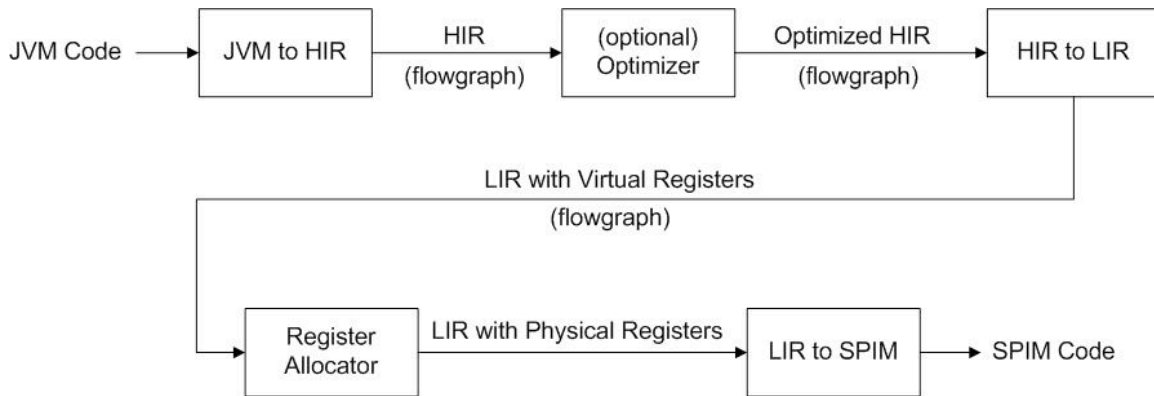 JVM Code
JVM to HIR
HIR
(flowgraph)
(optional)
Optimizer
Optimized HIR
(flowgraph)
HIR to LIR
LIR with Virtual Registers
(flowgraph)
Register
Allocator
LIR with Physical Registers
LIR to SPIM
SPIM Code